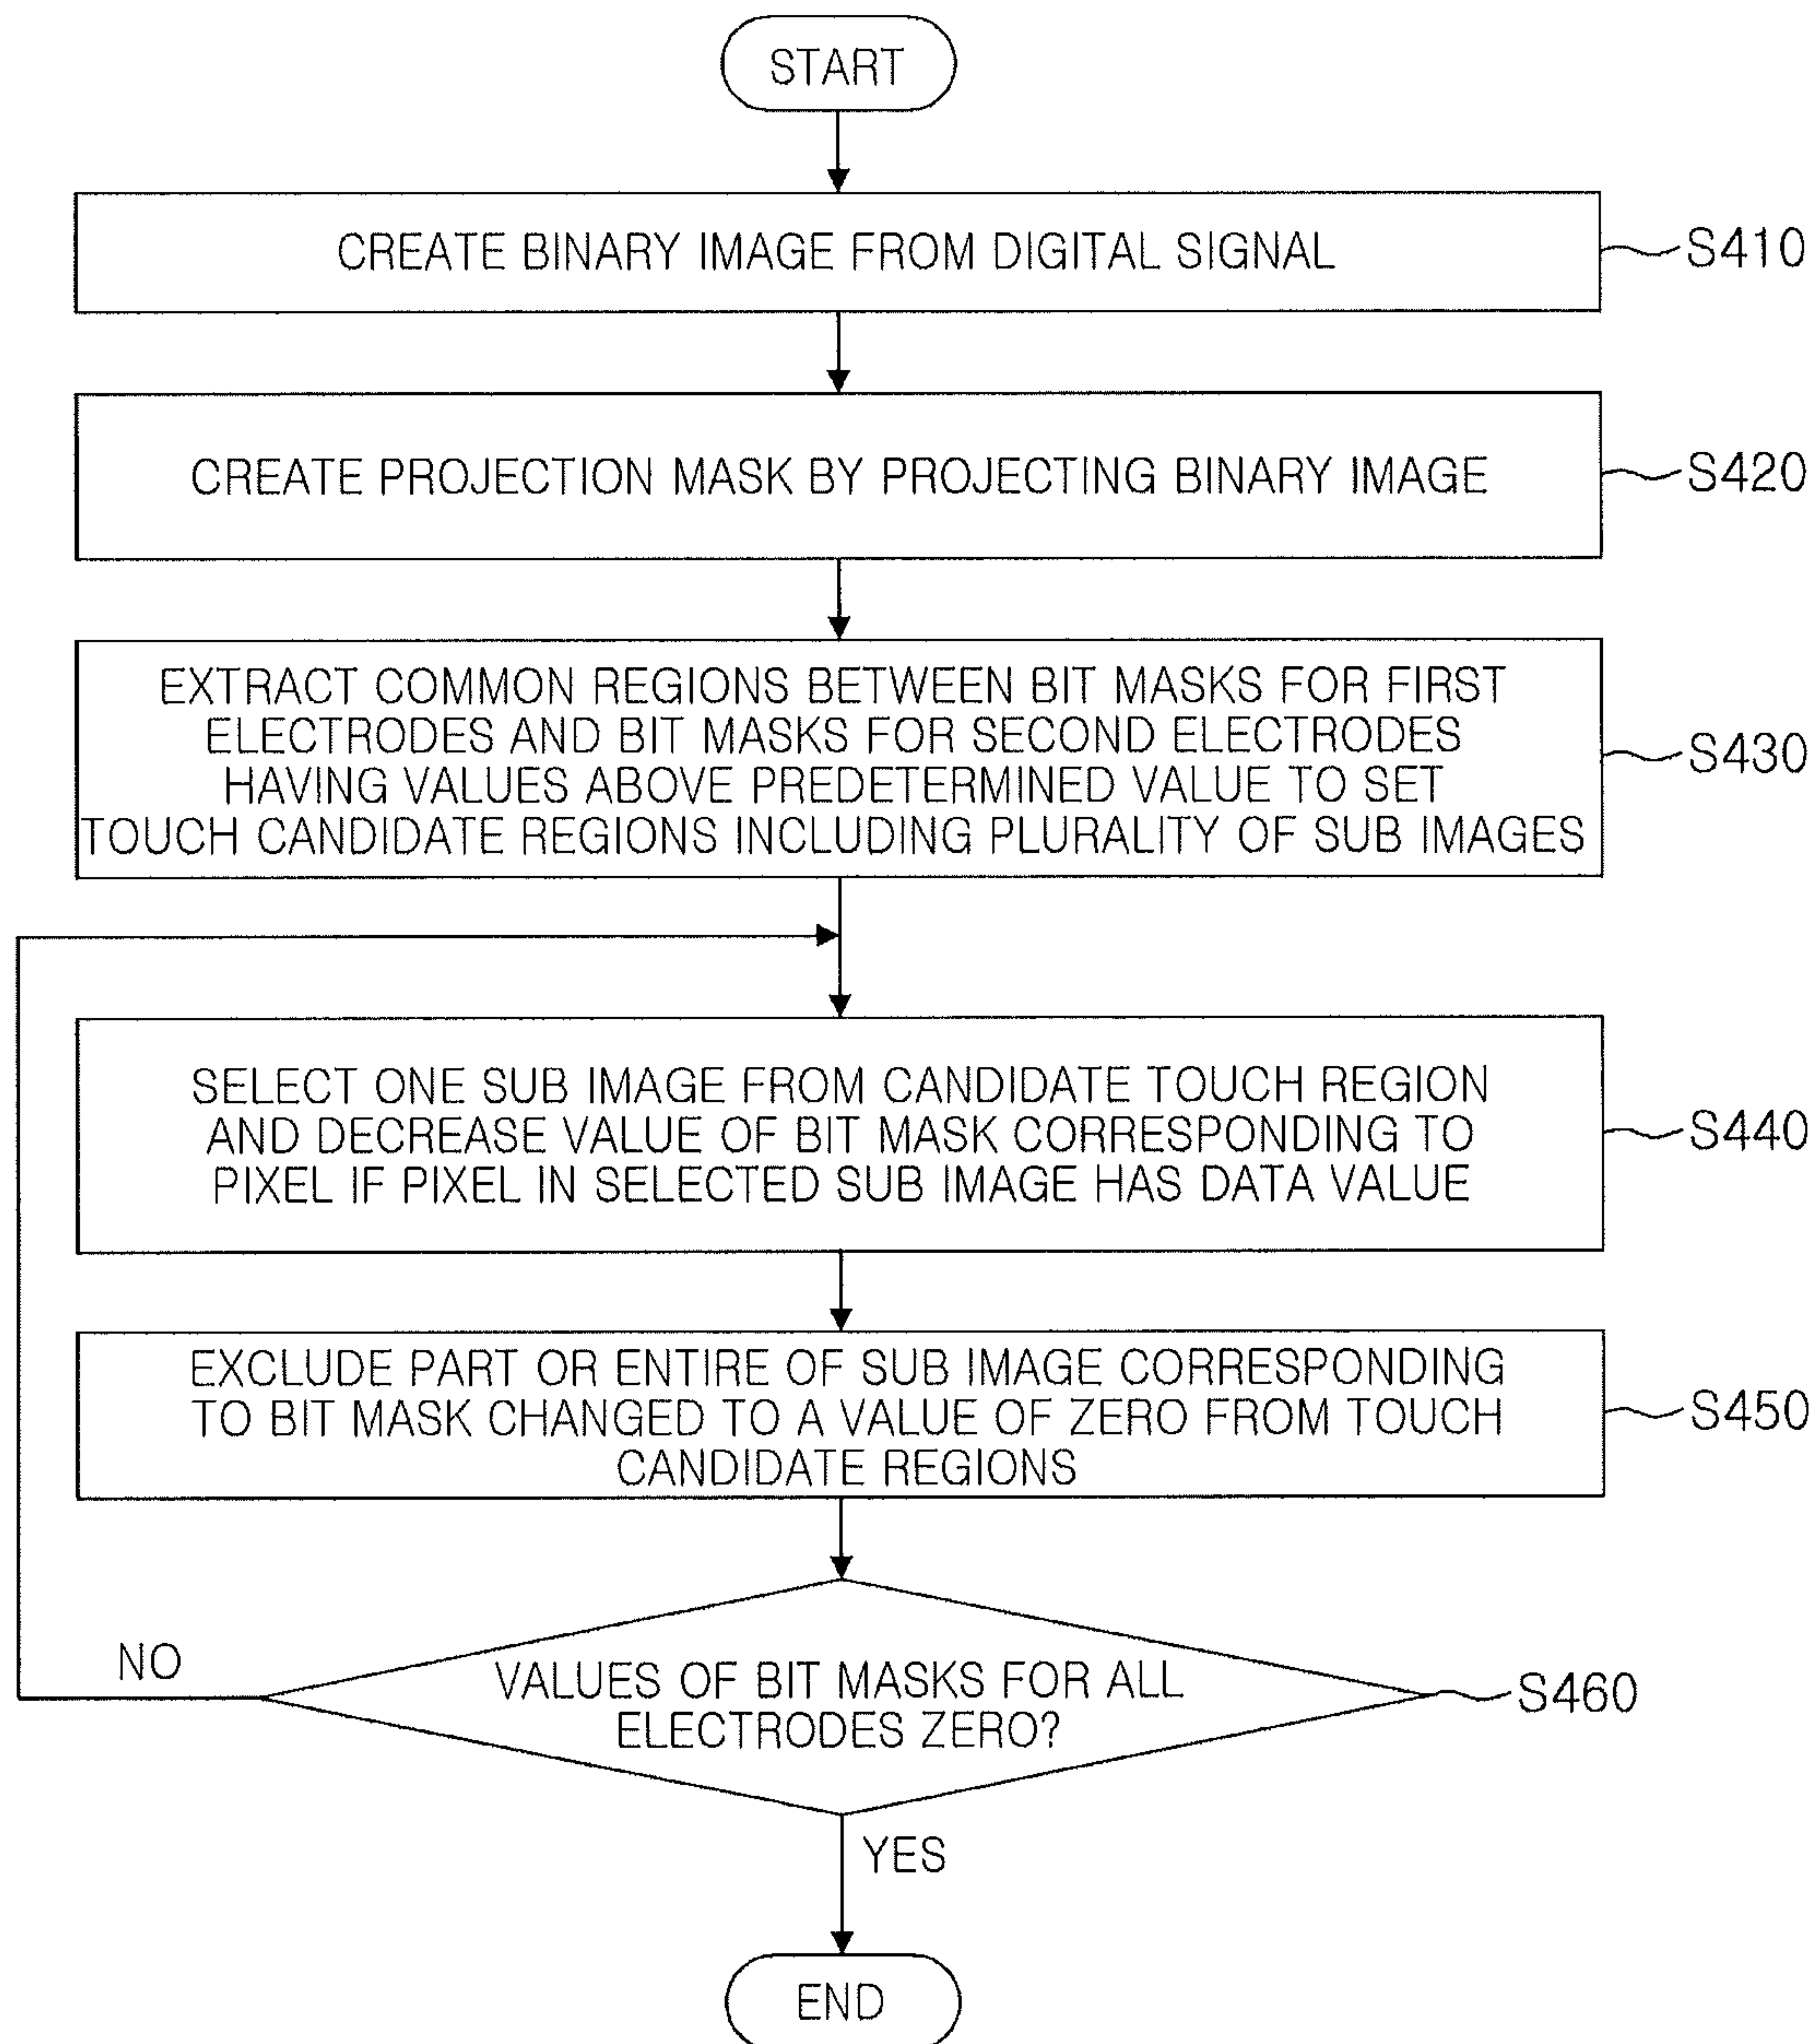 START
CREATE BINARY IMAGE FROM DIGITAL SIGNAL
S410
CREATE PROJECTION MASK BY PROJECTING BINARY IMAGE
S420
EXTRACT COMMON REGIONS BETWEEN BIT MASKS FOR FIRST
ELECTRODES AND BIT MASKS FOR SECOND ELECTRODES
HAVING VALUES ABOVE PREDETERMINED VALUE TO SET
TOUCH CANDIDATE REGIONS INCLUDING PLURALITY OF SUB IMAGES
S430
SELECT ONE SUB IMAGE FROM CANDIDATE TOUCH REGION
AND DECREASE VALUE OF BIT MASK CORRESPONDING TO
PIXEL IF PIXEL IN SELECTED SUB IMAGE HAS DATA VALUE
S440
EXCLUDE PART OR ENTIRE OF SUB IMAGE CORRESPONDING
TO BIT MASK CHANGED TO A VALUE OF ZERO FROM TOUCH
CANDIDATE REGIONS
S450
NO
VALUES OF BIT MASKS FOR ALL
ELECTRODES ZERO?
S460
YES
END